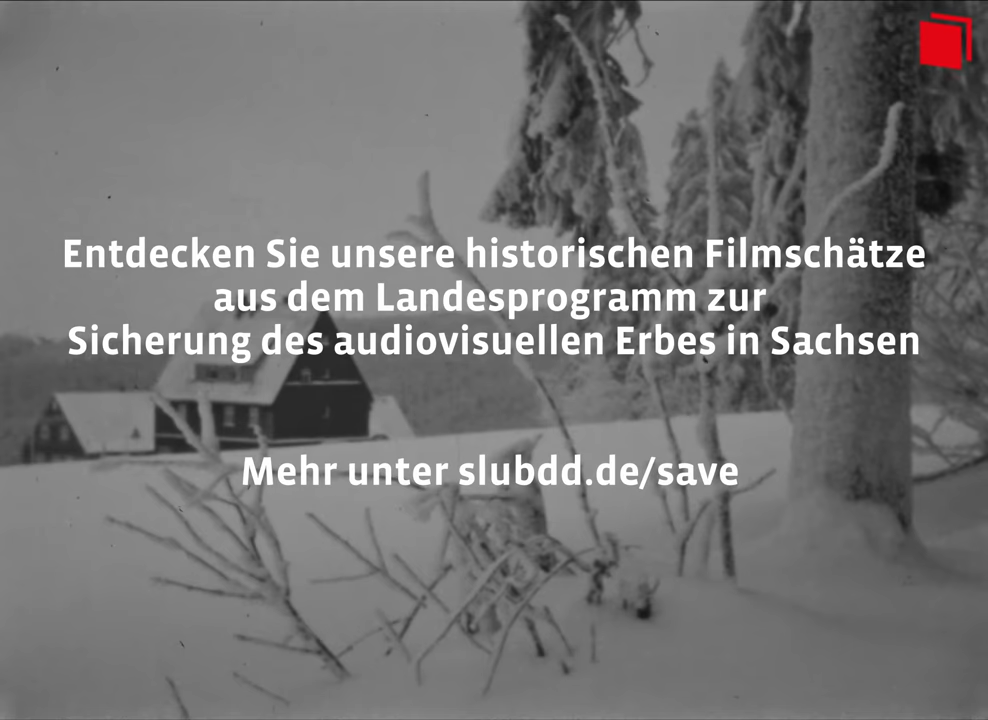 Entdecken Sie unsere historischen Filmschätze
aus dem Landesprogramm zur
Sicherung des audiovisuellen Erbes in Sachsen
Mehr unter slubdd.de/save